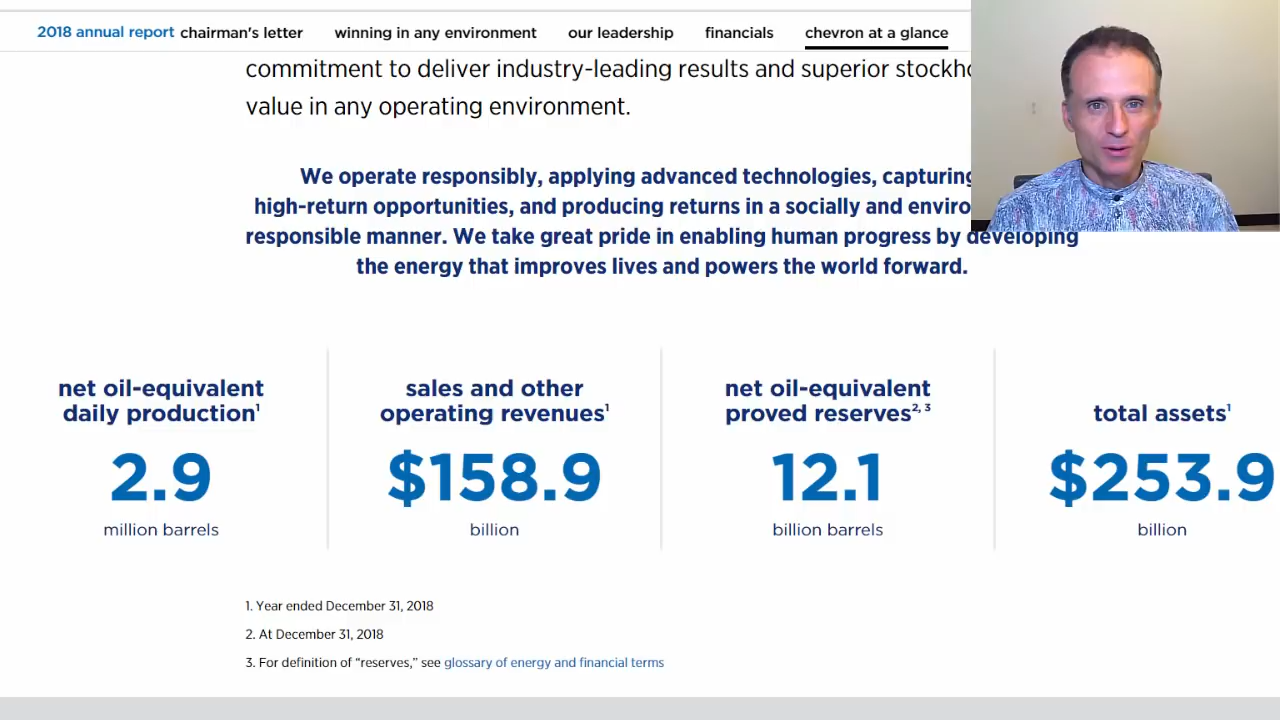 2018 annual report chairman's letter winning in any environment our leadership financials chevron at a glance
commitment to deliver industry-leading results and superior
value in any operating environment.
We operate responsibly, applying advanced technologies, capturing
high-return opportunities, and producing returns in a socially and
responsible manner. We take great pride in enabling human progress by developing
the energy that improves lives and powers the world forward.
net oil-equivalent
daily production¹
2.9
million barrels
sales and other
operating revenues¹
$158.9
billion
net oil-equivalent
proved reserves², ³
12.1
billion barrels
total assets¹
$253.9
billion
1. Year ended December 31, 2018
2. At December 31, 2018
3. For definition of “reserves,” see glossary of energy and financial terms